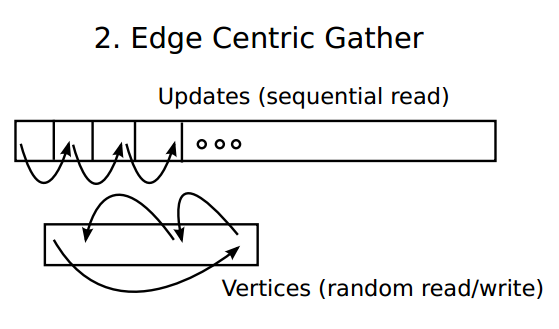 2. Edge Centric Gather
Updates (sequential read)
Vertices (random read/write)